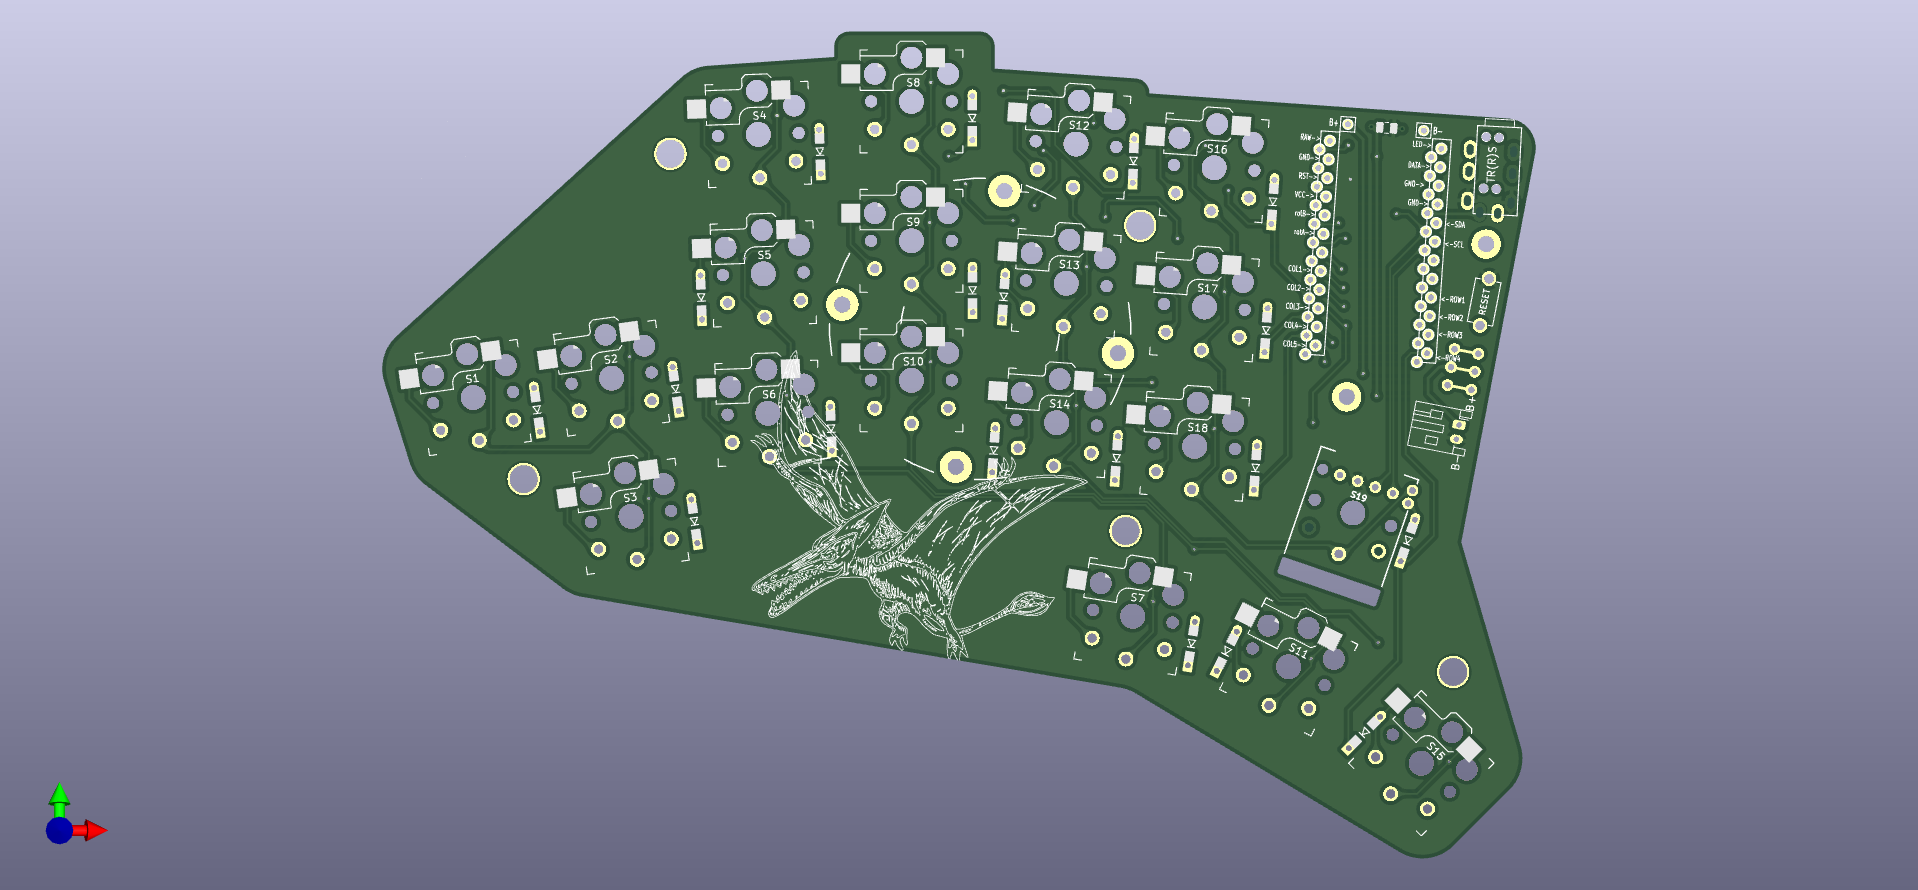 S8
S4
S12
S16
B+
B-
RAW->
GND->
RST->
VCC->
rotB->
rotA->
COL1->
COL2->
COL3->
COL4->
COL5->
LED->
DATA->
GND->
GND->
<-SDA
<-SCL
<-ROW1
<-ROW2
<-ROW3
<-ROW4
TR(R)S
RESET
S9
S5
S13
S17
S1
S2
S6
S10
S14
S18
B+
B-
S3
S19
S7
S11
S15